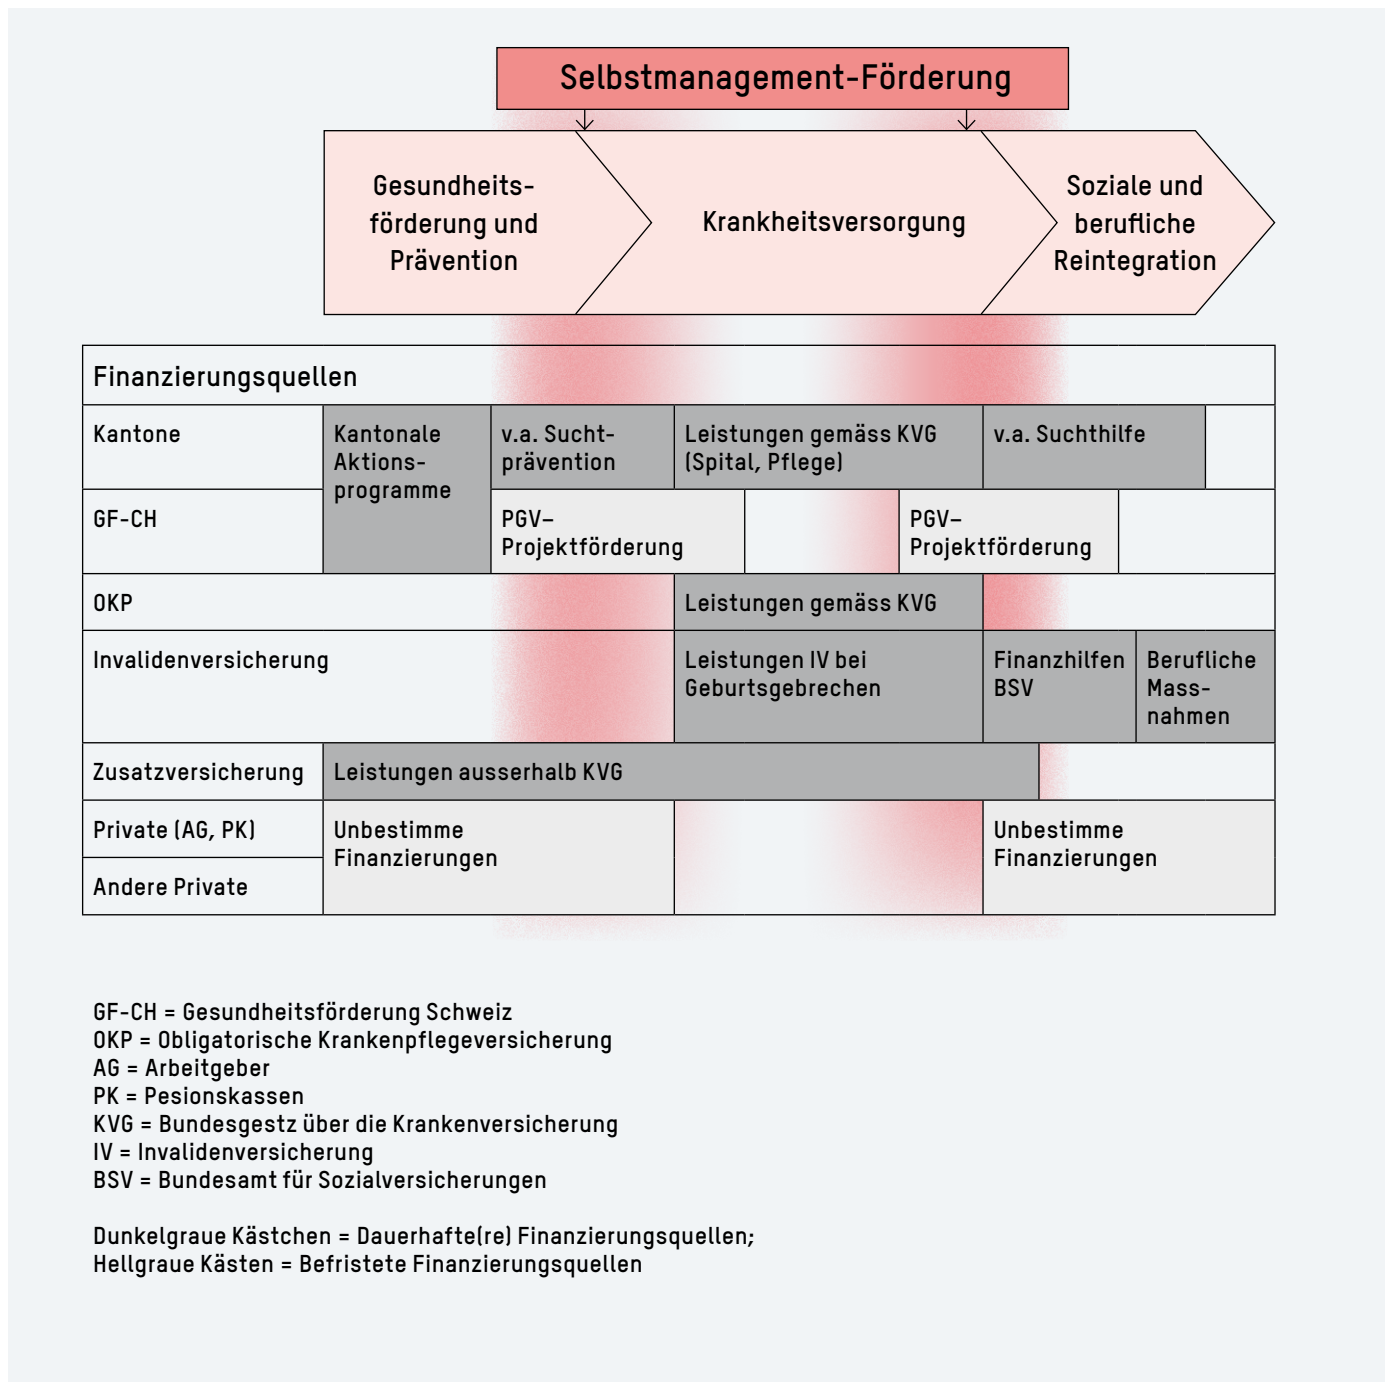 Selbstmanagement-Förderung
Gesundheits-
förderung und
Prävention
Krankheitsversorgung
Soziale und
berufliche
Reintegration
Finanzierungsquellen
Kantone
Kantonale
Aktions-
programme
v.a. Sucht-
prävention
Leistungen gemäss KVG
(Spital, Pflege)
v.a. Suchthilfe
GF-CH
PGV–
Projektförderung
PGV–
Projektförderung
OKP
Leistungen gemäss KVG
Invalidenversicherung
Leistungen IV bei
Geburtsgebrechen
Finanzhilfen
BSV
Berufliche
Mass-
nahmen
Zusatzversicherung
Leistungen ausserhalb KVG
Private (AG, PK)
Unbestimme
Finanzierungen
Unbestimme
Finanzierungen
Andere Private
GF-CH = Gesundheitsförderung Schweiz
OKP = Obligatorische Krankenpflegeversicherung
AG = Arbeitgeber
PK = Pesionskassen
KVG = Bundesgestz über die Krankenversicherung
IV = Invalidenversicherung
BSV = Bundesamt für Sozialversicherungen
Dunkelgraue Kästchen = Dauerhafte(re) Finanzierungsquellen;
Hellgraue Kästen = Befristete Finanzierungsquellen